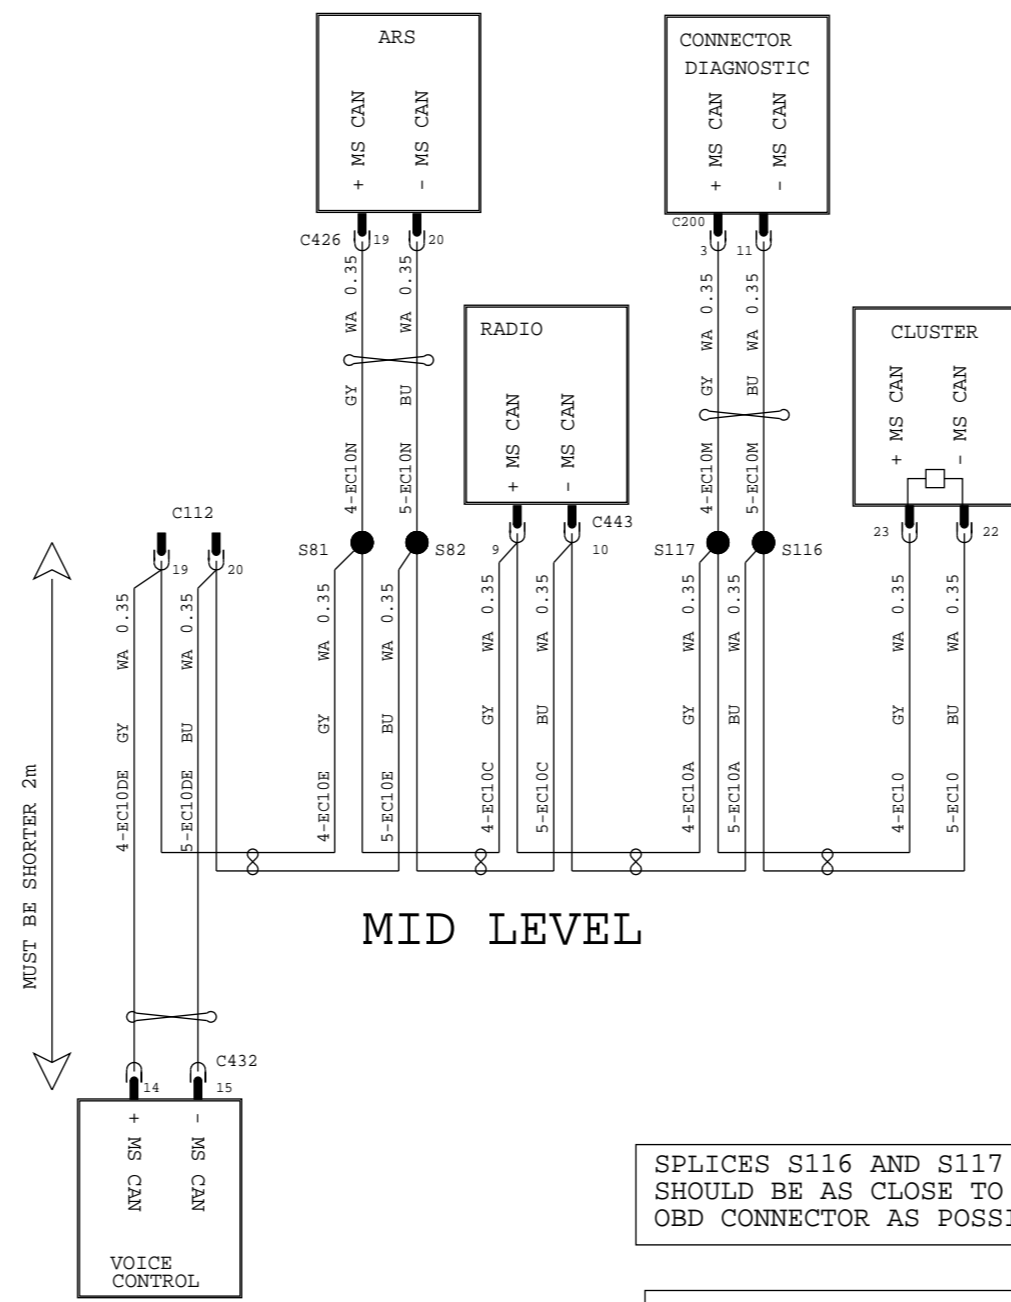 ARS
+ MS CAN
- MS CAN
C426
19
20
WA 0.35
WA 0.35
GY
BU
4-EC10N
5-EC10N
S81
S82
CONNECTOR
DIAGNOSTIC
+ MS CAN
- MS CAN
C200
3
11
WA 0.35
WA 0.35
GY
BU
4-EC10M
5-EC10M
S117
S116
RADIO
+ MS CAN
- MS CAN
C443
9
10
CLUSTER
+ MS CAN
- MS CAN
23
22
C112
19
20
WA 0.35
WA 0.35
GY
BU
4-EC10DE
5-EC10DE
WA 0.35
WA 0.35
GY
BU
4-EC10E
5-EC10E
WA 0.35
WA 0.35
GY
BU
4-EC10C
5-EC10C
WA 0.35
WA 0.35
GY
BU
4-EC10A
5-EC10A
WA 0.35
WA 0.35
GY
BU
4-EC10
5-EC10
MUST BE SHORTER 2m
MID LEVEL
C432
14
15
+ MS CAN
- MS CAN
VOICE
CONTROL
SPLICES S116 AND S117
SHOULD BE AS CLOSE TO
OBD CONNECTOR AS POSSI